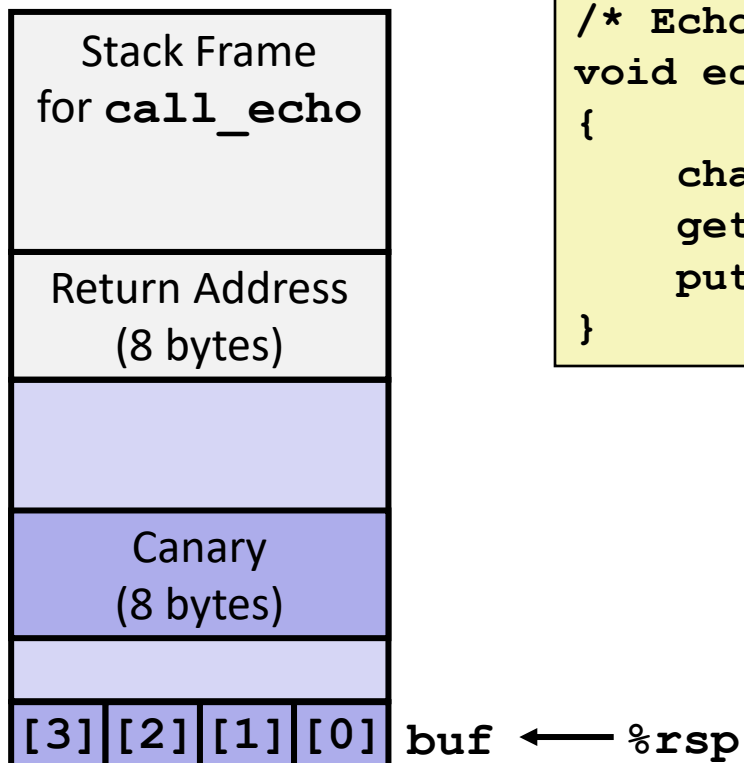 Stack Frame
for call_echo
Return Address
(8 bytes)
Canary
(8 bytes)
[3] [2] [1] [0] buf %rsp
/* Echo
void ec
{
cha
get
put
}